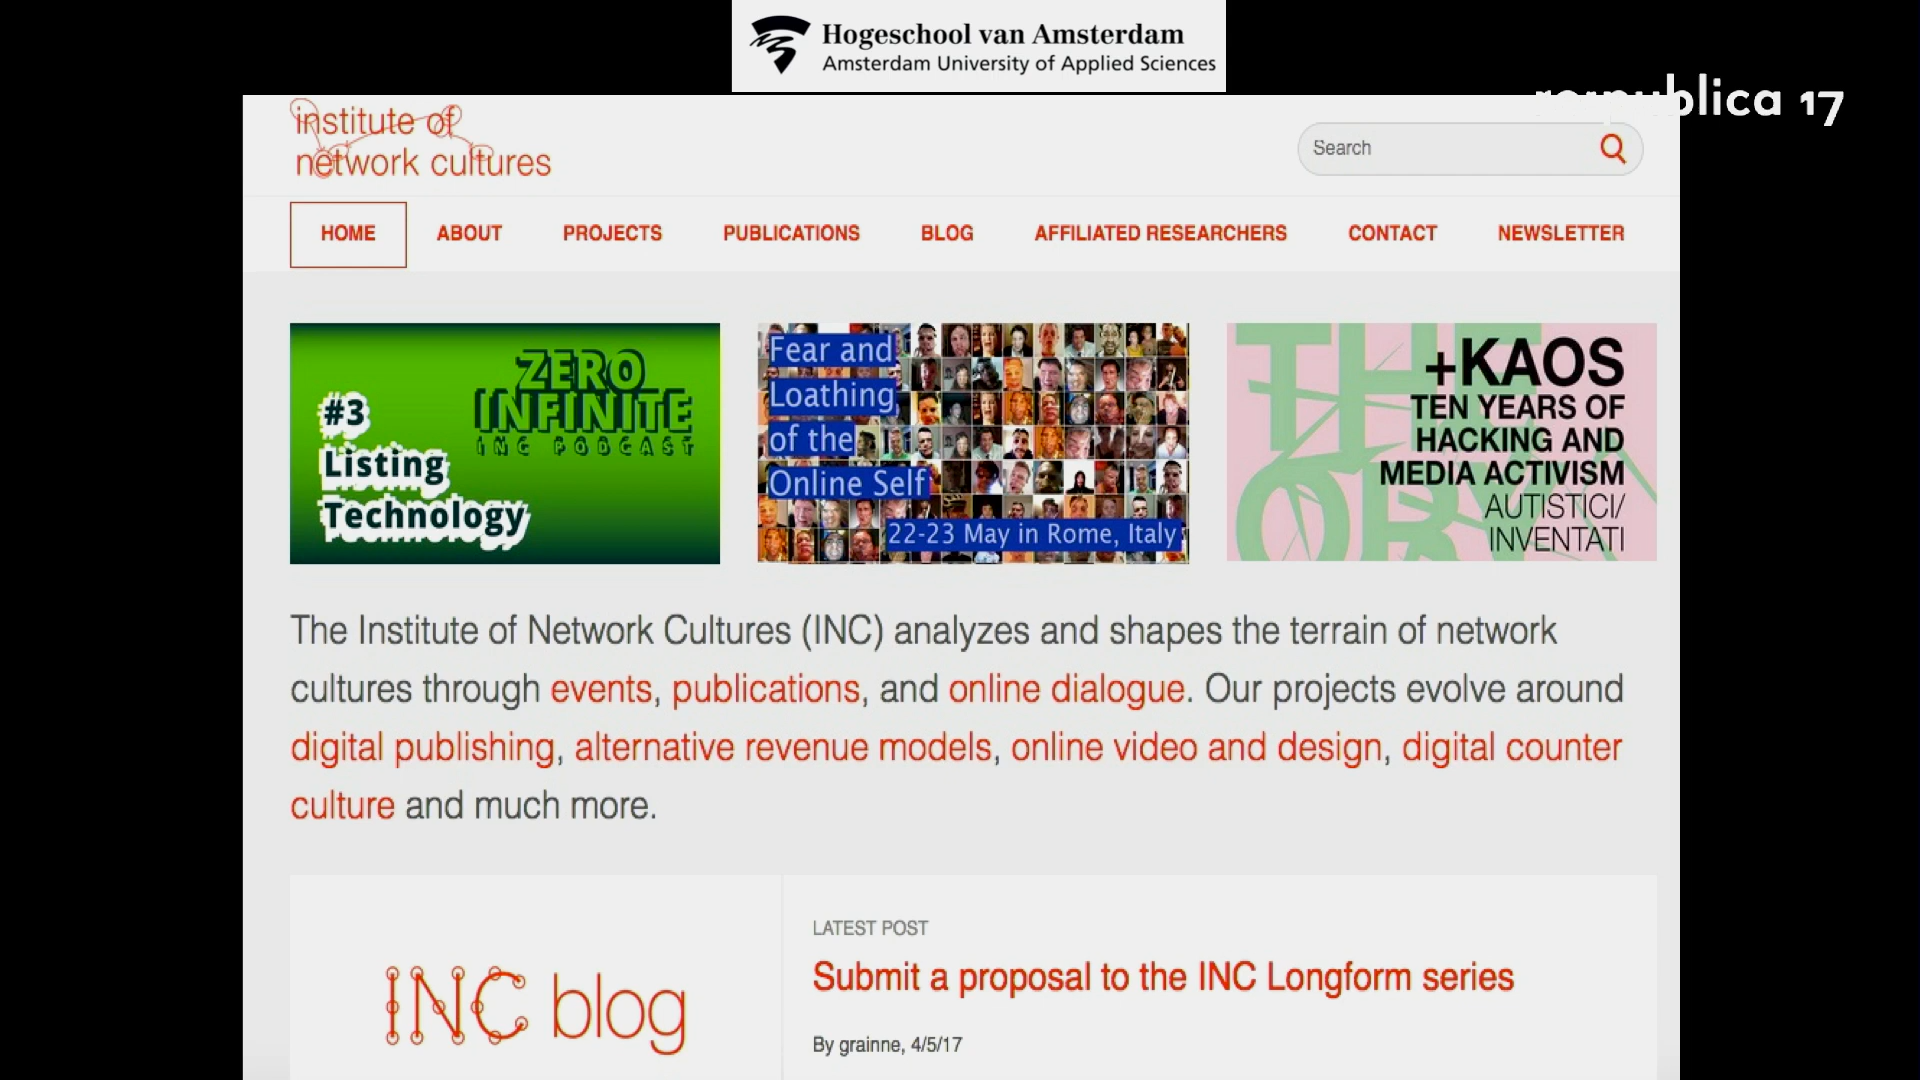 Hogeschool van Amsterdam
Amsterdam University of Applied Sciences
re:publica 17
institute of
network cultures
Search
HOME ABOUT PROJECTS PUBLICATIONS BLOG AFFILIATED RESEARCHERS CONTACT NEWSLETTER
ZERO
INFINITE
INC PODCAST
#3
Listing
Technology
Fear and
Loathing
of the
Online Self
22-23 May in Rome, Italy
THE
OR
+KAOS
TEN YEARS OF
HACKING AND
MEDIA ACTIVISM
AUTISTICI/
INVENTATI
The Institute of Network Cultures (INC) analyzes and shapes the terrain of network
cultures through events, publications, and online dialogue. Our projects evolve around
digital publishing, alternative revenue models, online video and design, digital counter
culture and much more.
INC blog
LATEST POST
Submit a proposal to the INC Longform series
By grainne, 4/5/17